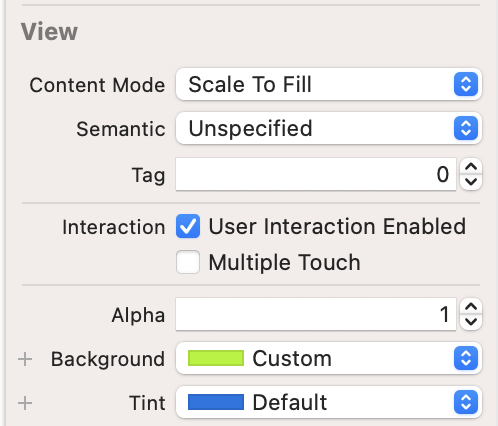 View
Content Mode Scale To Fill
Semantic Unspecified
Tag 0
Interaction User Interaction Enabled
Multiple Touch
Alpha 1
+ Background Custom
+ Tint Default